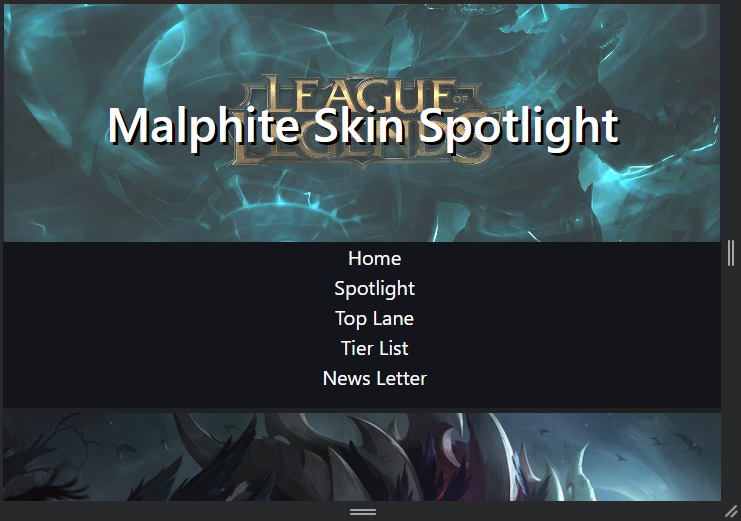 LEAGUE OF
LEGENDS
Malphite Skin Spotlight
Home
Spotlight
Top Lane
Tier List
News Letter